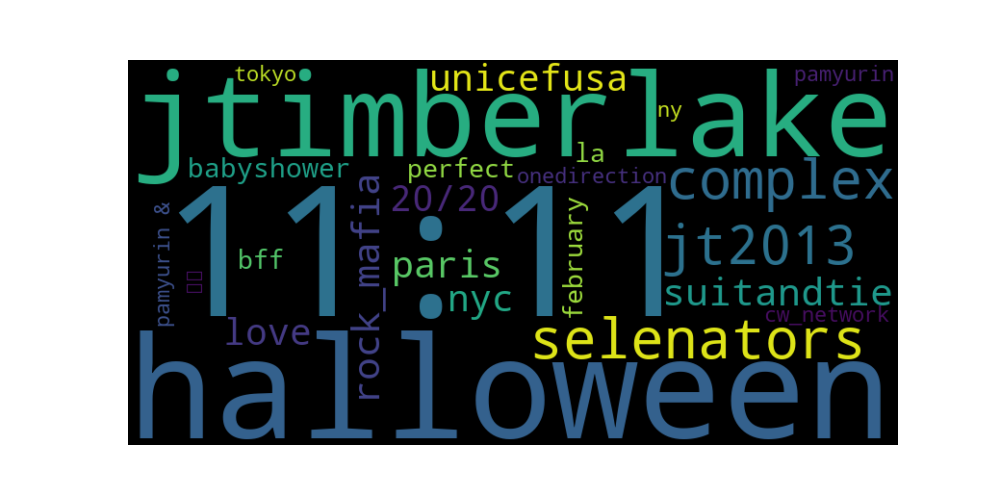 tokyo
unicefusa
pamyurin
jtimberlake
ny
la
babyshower
perfect
onedirection
complex
20/20
11:11
rock_mafia
pamyurin &
february
jt2013
bff
paris
nyc
suitandtie
cw_network
love
selenators
halloween